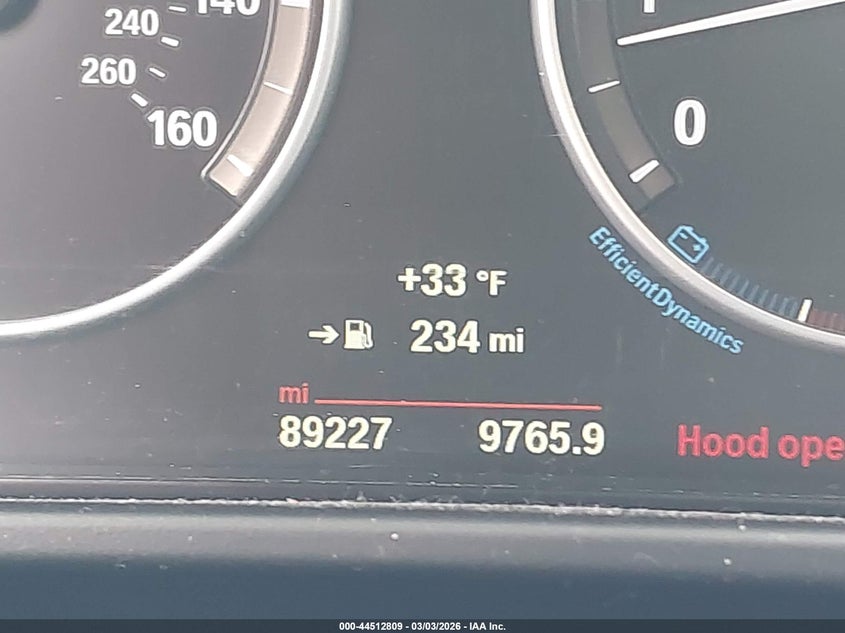 140
240
260
160
1
0
EfficientDynamics
+33 °F
234 mi
mi
89227 9765.9
Hood ope
000-44512809 - 03/03/2026 - IAA Inc.